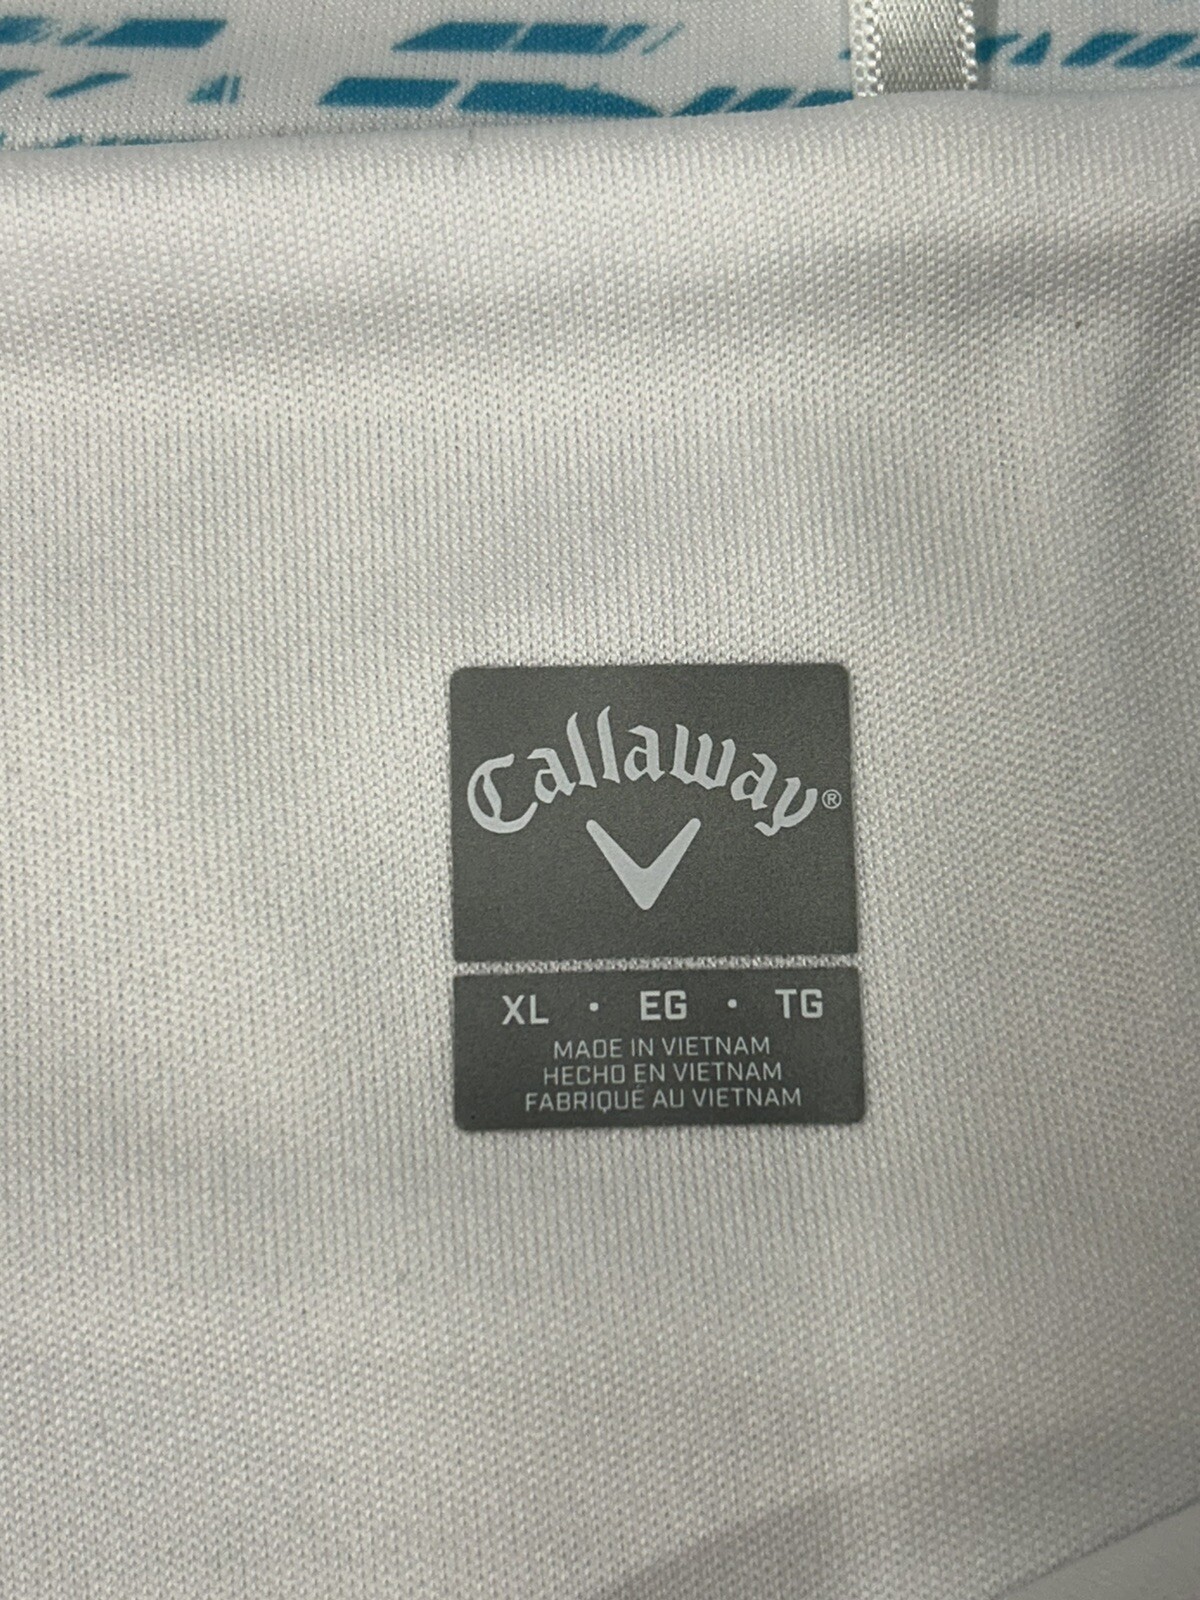 Callaway®
XL · EG · TG
MADE IN VIETNAM
HECHO EN VIETNAM
FABRIQUÉ AU VIETNAM